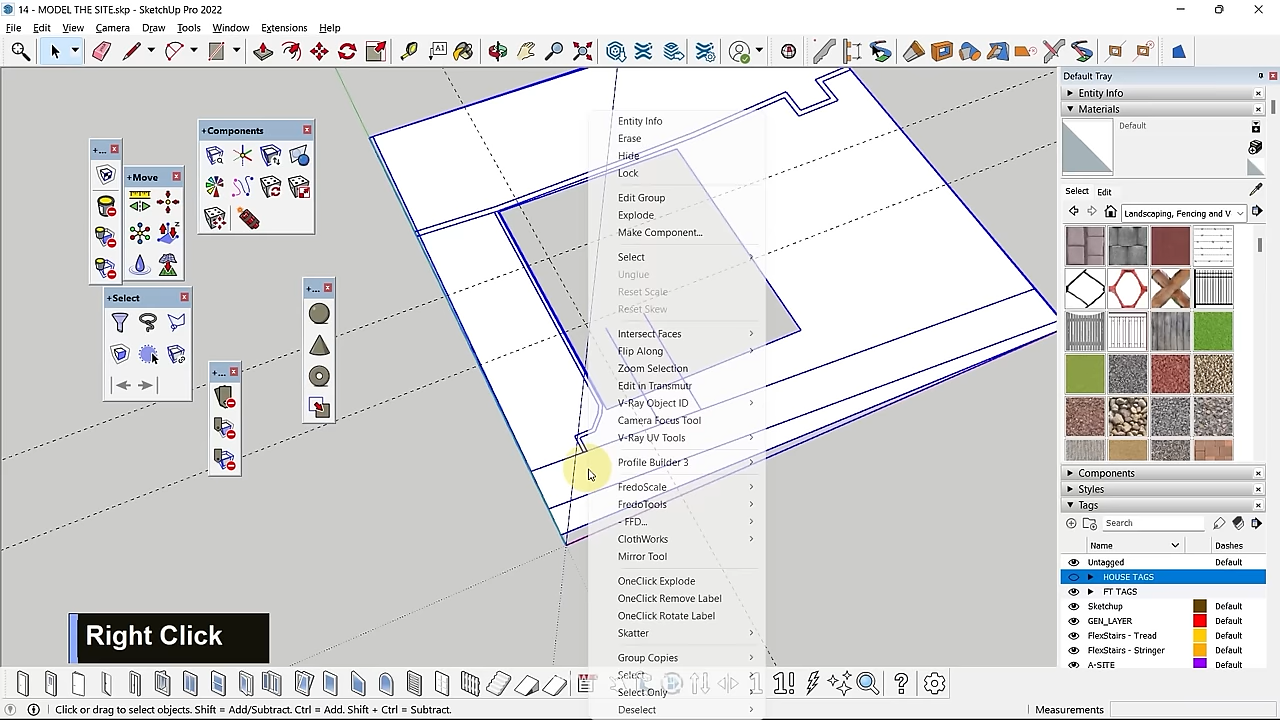 14 - MODEL THE SITE.skp - SketchUp Pro 2022
File Edit View Camera Draw Tools Window Extensions Help
Default Tray
Entity Info
Materials
Default
Select Edit
Landscaping, Fencing and V
Components
Styles
Tags
Search
Name Dashes
Untagged Default
HOUSE TAGS
FT TAGS
Sketchup Default
GEN_LAYER Default
FlexStairs - Tread Default
FlexStairs - Stringer Default
A-SITE Default
+...
+Move
+Components
+Select
+...
+...
Entity Info
Erase
Hide
Lock
Edit Group
Explode
Make Component...
Select
Unglue
Reset Scale
Reset Skew
Intersect Faces
Flip Along
Zoom Selection
Edit in Transmutr
V-Ray Object ID
Camera Focus Tool
V-Ray UV Tools
Profile Builder 3
FredoScale
FredoTools
- FFD...
ClothWorks
Mirror Tool
OneClick Explode
OneClick Remove Label
OneClick Rotate Label
Skatter
Group Copies
Select
Select Only
Deselect
Right Click
Click or drag to select objects. Shift = Add/Subtract. Ctrl = Add. Shift + Ctrl = Subtract.
Measurements